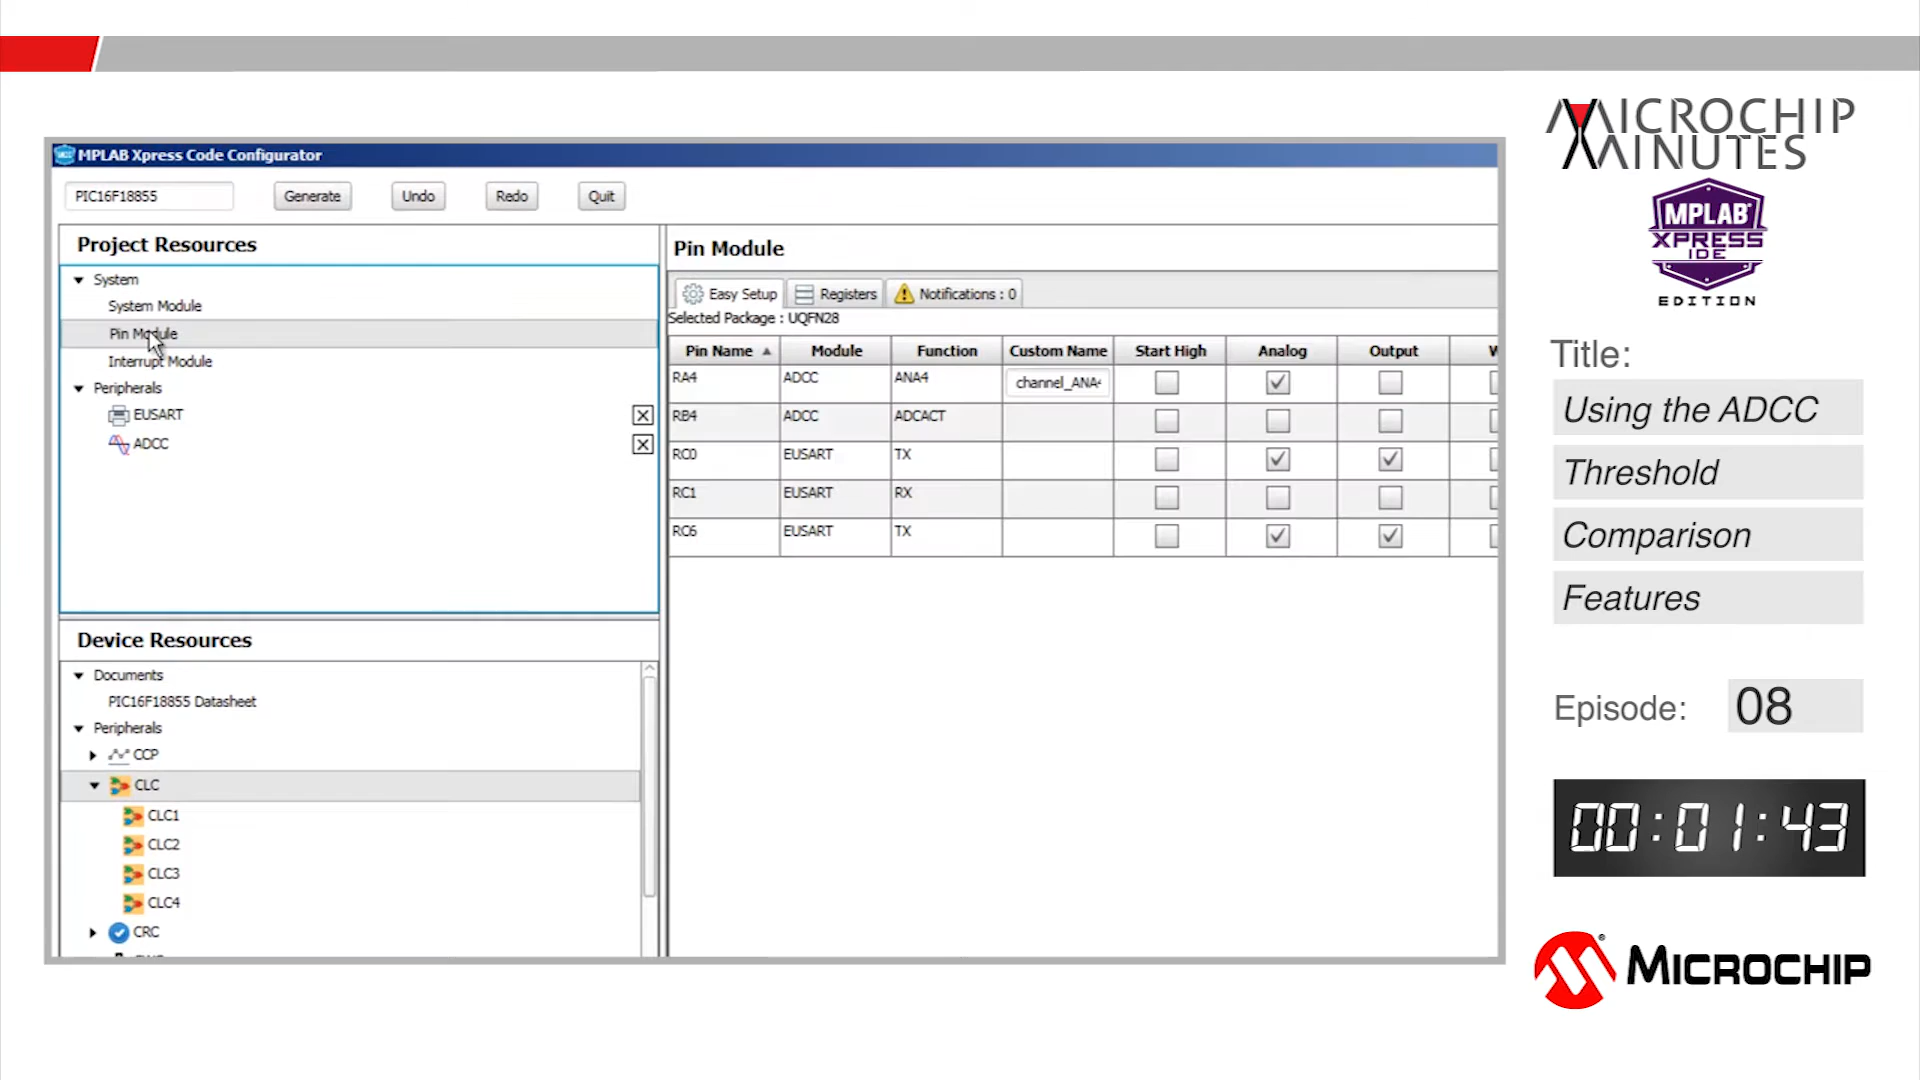 MICROCHIP
MINUTES
MPLAB
XPRESS
IDE
EDITION
MPLAB Xpress Code Configurator
PIC16F18855 Generate Undo Redo Quit
Project Resources
System
System Module
Pin Module
Interrupt Module
Peripherals
EUSART
ADCC
Pin Module
Easy Setup Registers Notifications : 0
Selected Package : UQFN28
Pin Name Module Function Custom Name Start High Analog Output W
RA4 ADCC ANA4 channel_ANA4
RB4 ADCC ADCACT
RC0 EUSART TX
RC1 EUSART RX
RC6 EUSART TX
Device Resources
Documents
PIC16F18855 Datasheet
Peripherals
CCP
CLC
CLC1
CLC2
CLC3
CLC4
CRC
Title:
Using the ADCC
Threshold
Comparison
Features
Episode: 08
00:01:43
MICROCHIP